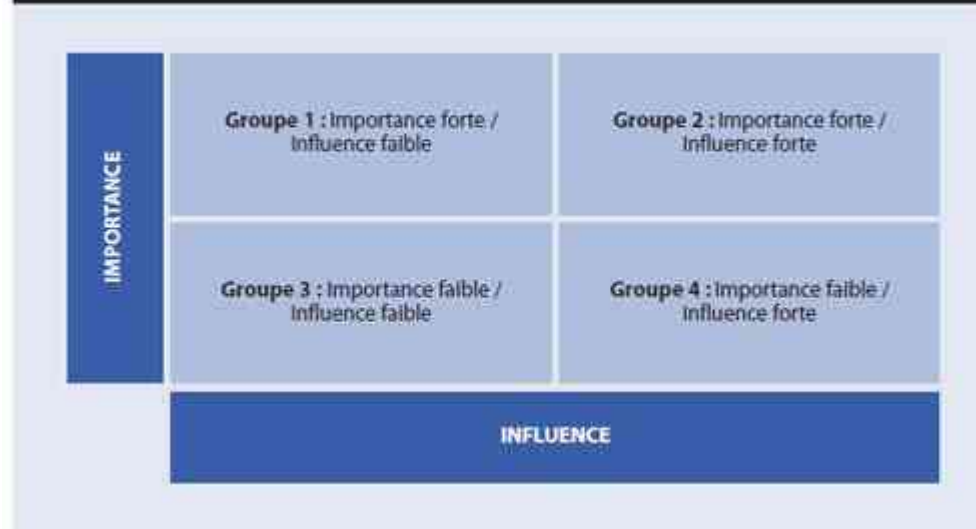 IMPORTANCE
Groupe 1 : Importance forte /
Influence faible
Groupe 2 : Importance forte /
Influence forte
Groupe 3 : Importance faible /
Influence faible
Groupe 4 : Importance faible /
Influence forte
INFLUENCE